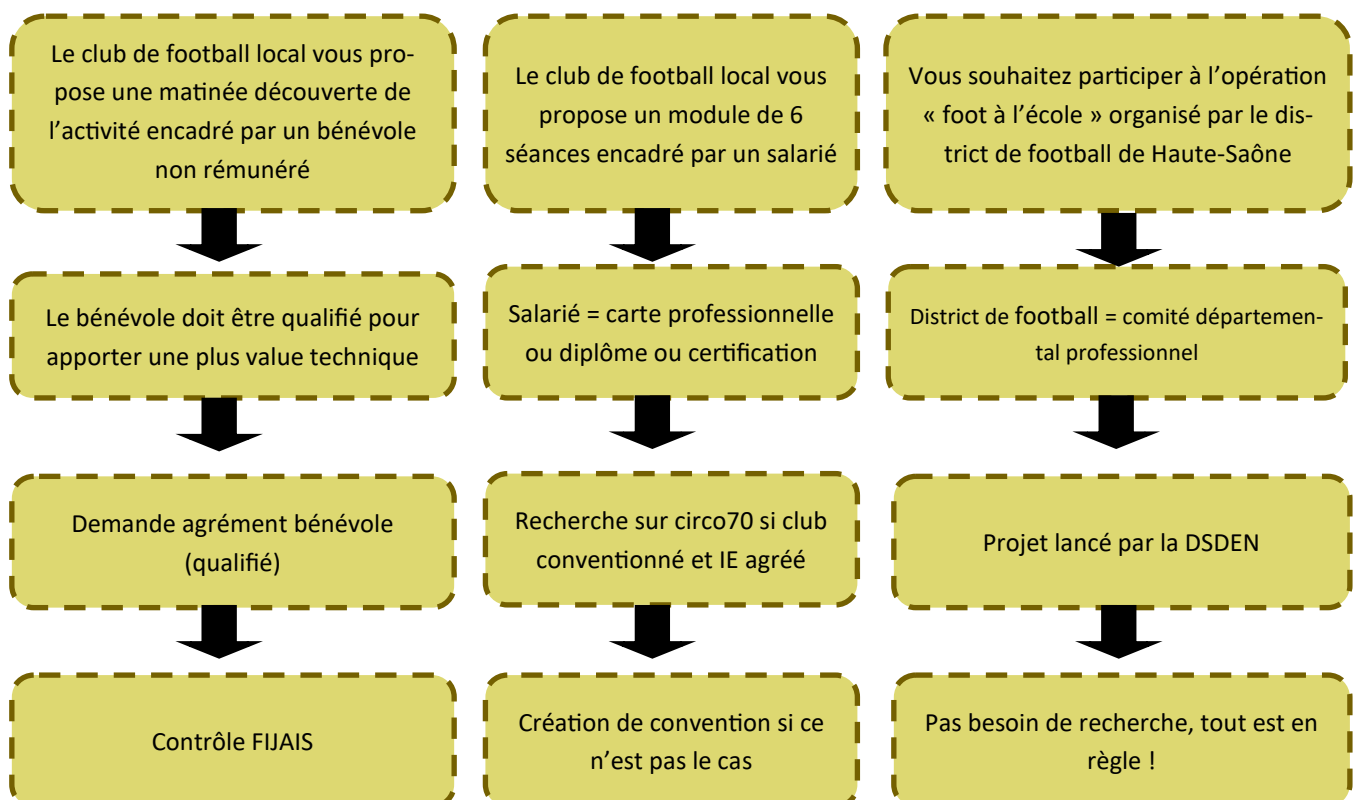 Le club de football local vous pro-
pose une matinée découverte de
l’activité encadré par un bénévole
non rémunéré
Le bénévole doit être qualifié pour
apporter une plus value technique
Demande agrément bénévole
(qualifié)
Contrôle FIJAIS
Le club de football local vous
propose un module de 6
séances encadré par un salarié
Salarié = carte professionnelle
ou diplôme ou certification
Recherche sur circo70 si club
conventionné et IE agréé
Création de convention si ce
n’est pas le cas
Vous souhaitez participer à l’opération
« foot à l’école » organisé par le dis-
trict de football de Haute-Saône
District de football = comité départemen-
tal professionnel
Projet lancé par la DSDEN
Pas besoin de recherche, tout est en
règle !